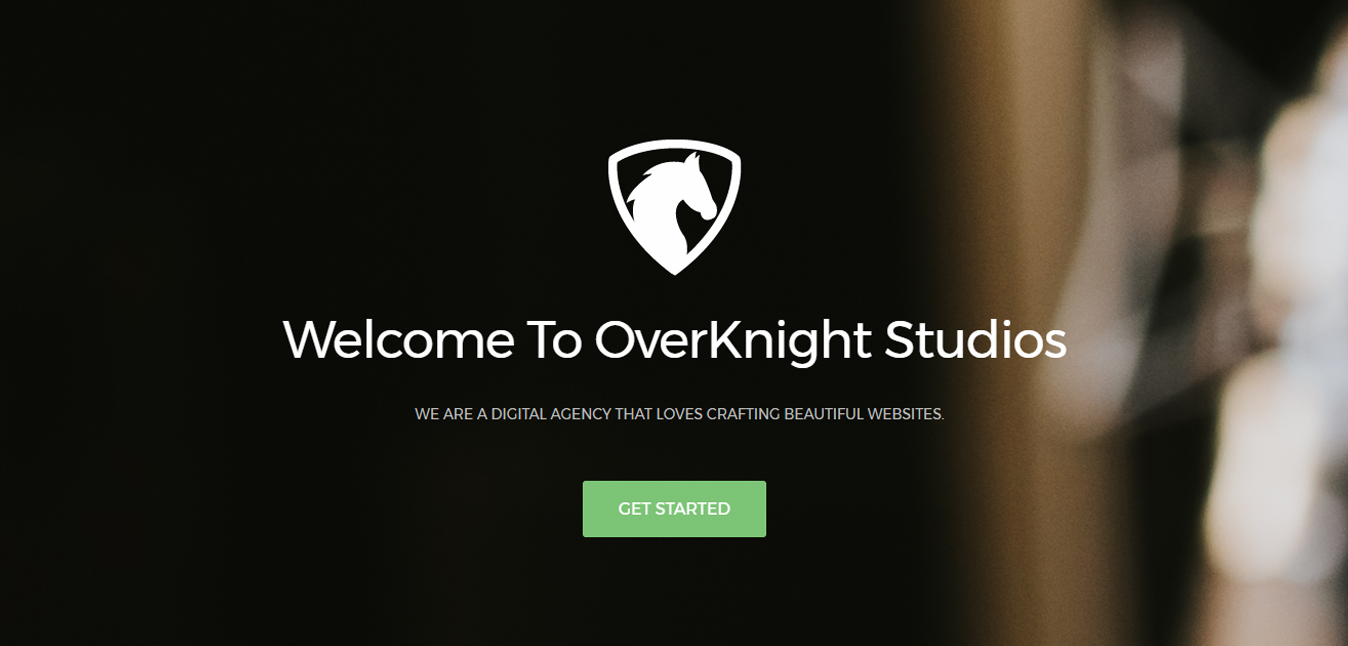 Welcome To OverKnight Studios
WE ARE A DIGITAL AGENCY THAT LOVES CRAFTING BEAUTIFUL WEBSITES.
GET STARTED